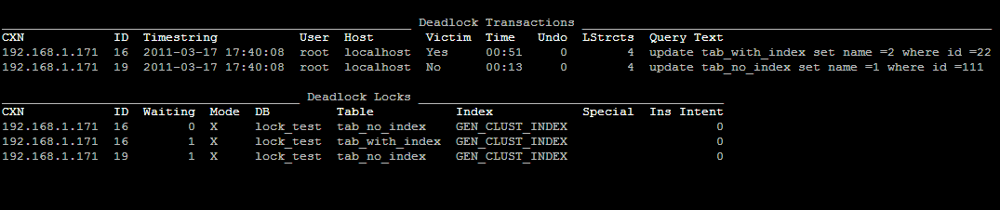 Deadlock Transactions
CXN ID Timestring User Host Victim Time Undo LStrcts Query Text
192.168.1.171 16 2011-03-17 17:40:08 root localhost Yes 00:51 0 4 update tab_with_index set name =2 where id =22
192.168.1.171 19 2011-03-17 17:40:08 root localhost No 00:13 0 4 update tab_no_index set name =1 where id =111
Deadlock Locks
CXN ID Waiting Mode DB Table Index Special Ins Intent
192.168.1.171 16 0 X lock_test tab_no_index GEN_CLUST_INDEX 0
192.168.1.171 16 1 X lock_test tab_with_index GEN_CLUST_INDEX 0
192.168.1.171 19 1 X lock_test tab_no_index GEN_CLUST_INDEX 0